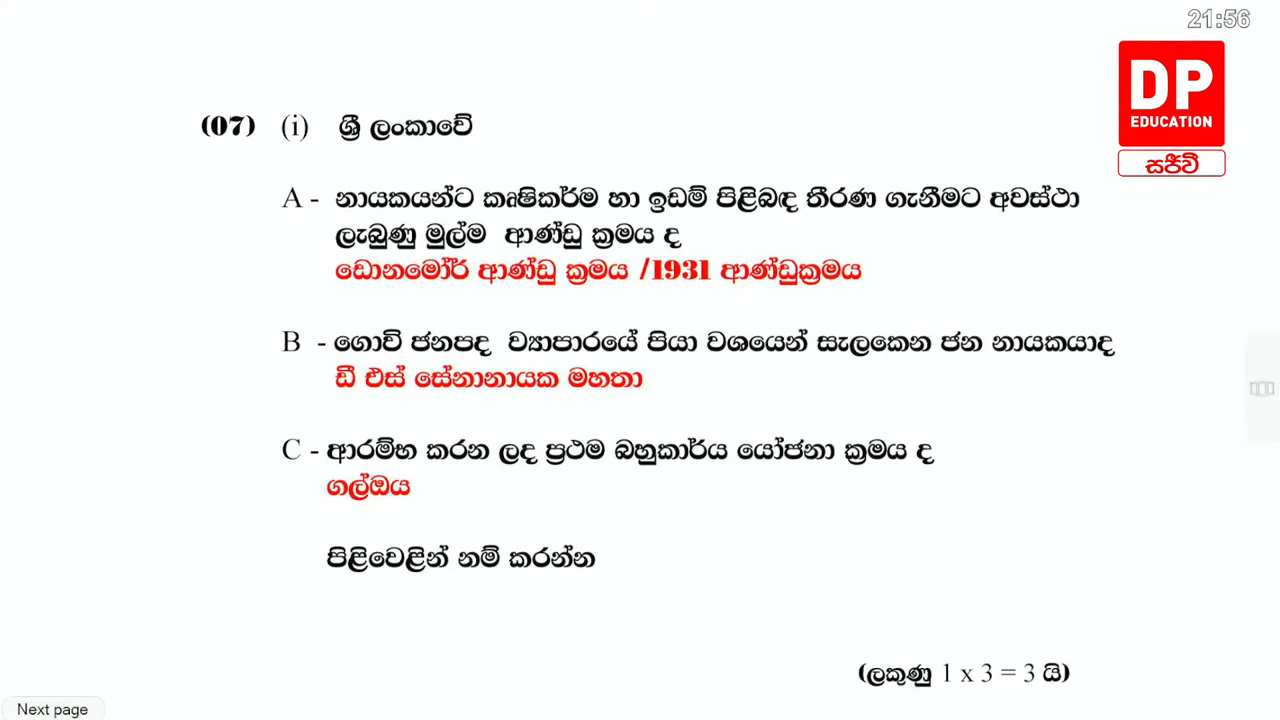 21:56
DP
EDUCATION
සජීවී
(07) (i) ශ්‍රී ලංකාවේ
A - නායකයන්ට කෘෂිකර්ම හා ඉඩම් පිළිබඳ තීරණ ගැනීමට අවස්ථා
ලැබුණු මුල්ම ආණ්ඩු ක්‍රමය ද
ඩොනමෝර් ආණ්ඩු ක්‍රමය /1931 ආණ්ඩුක්‍රමය
B - ගොවි ජනපද ව්‍යාපාරයේ පියා වශයෙන් සැලකෙන ජන නායකයාද
ඩී එස් සේනානායක මහතා
C - ආරම්භ කරන ලද ප්‍රථම බහුකාර්ය යෝජනා ක්‍රමය ද
ගල්ඔය
පිළිවෙළින් නම් කරන්න
(ලකුණු 1 x 3 = 3 යි)
Next page